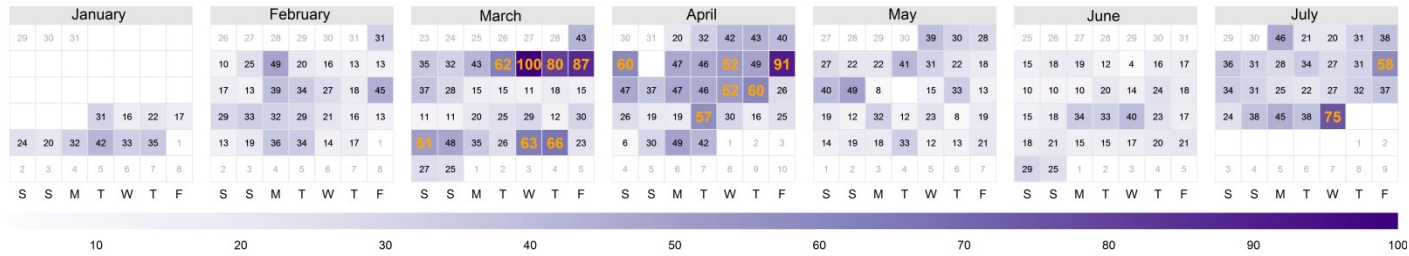 January February March April May June July
29 30 31 26 27 28 29 30 31 31 23 24 25 26 27 28 43 30 31 20 32 42 43 40 27 28 29 30 39 30 28 25 26 27 28 29 30 31 29 30 46 21 20 31 38
10 25 49 20 16 13 13 35 32 43 62 100 80 87 60 47 46 52 49 91 27 22 22 41 31 22 18 15 18 19 12 4 16 17 36 31 28 34 27 31 58
17 13 39 34 27 18 45 37 28 15 15 11 18 15 47 37 47 46 52 60 26 40 49 8 15 33 13 10 10 10 20 14 24 18 34 31 25 22 27 32 37
31 16 22 17 29 33 32 29 21 16 13 11 11 20 25 29 12 30 26 19 19 57 30 16 25 19 12 32 12 23 8 19 15 18 34 33 40 23 17 24 38 45 38 75
24 20 32 42 33 35 1 13 19 36 34 14 17 1 51 48 35 26 63 66 23 6 30 49 42 1 2 3 14 19 18 33 12 13 21 18 21 15 15 17 20 21 1 2
2 3 4 5 6 7 8 2 3 4 5 6 7 8 27 25 1 2 3 4 5 4 5 6 7 8 9 10 1 2 3 4 5 6 7 29 25 1 2 3 4 5 3 4 5 6 7 8 9
S S M T W T F S S M T W T F S S M T W T F S S M T W T F S S M T W T F S S M T W T F S S M T W T F
10 20 30 40 50 60 70 80 90 100